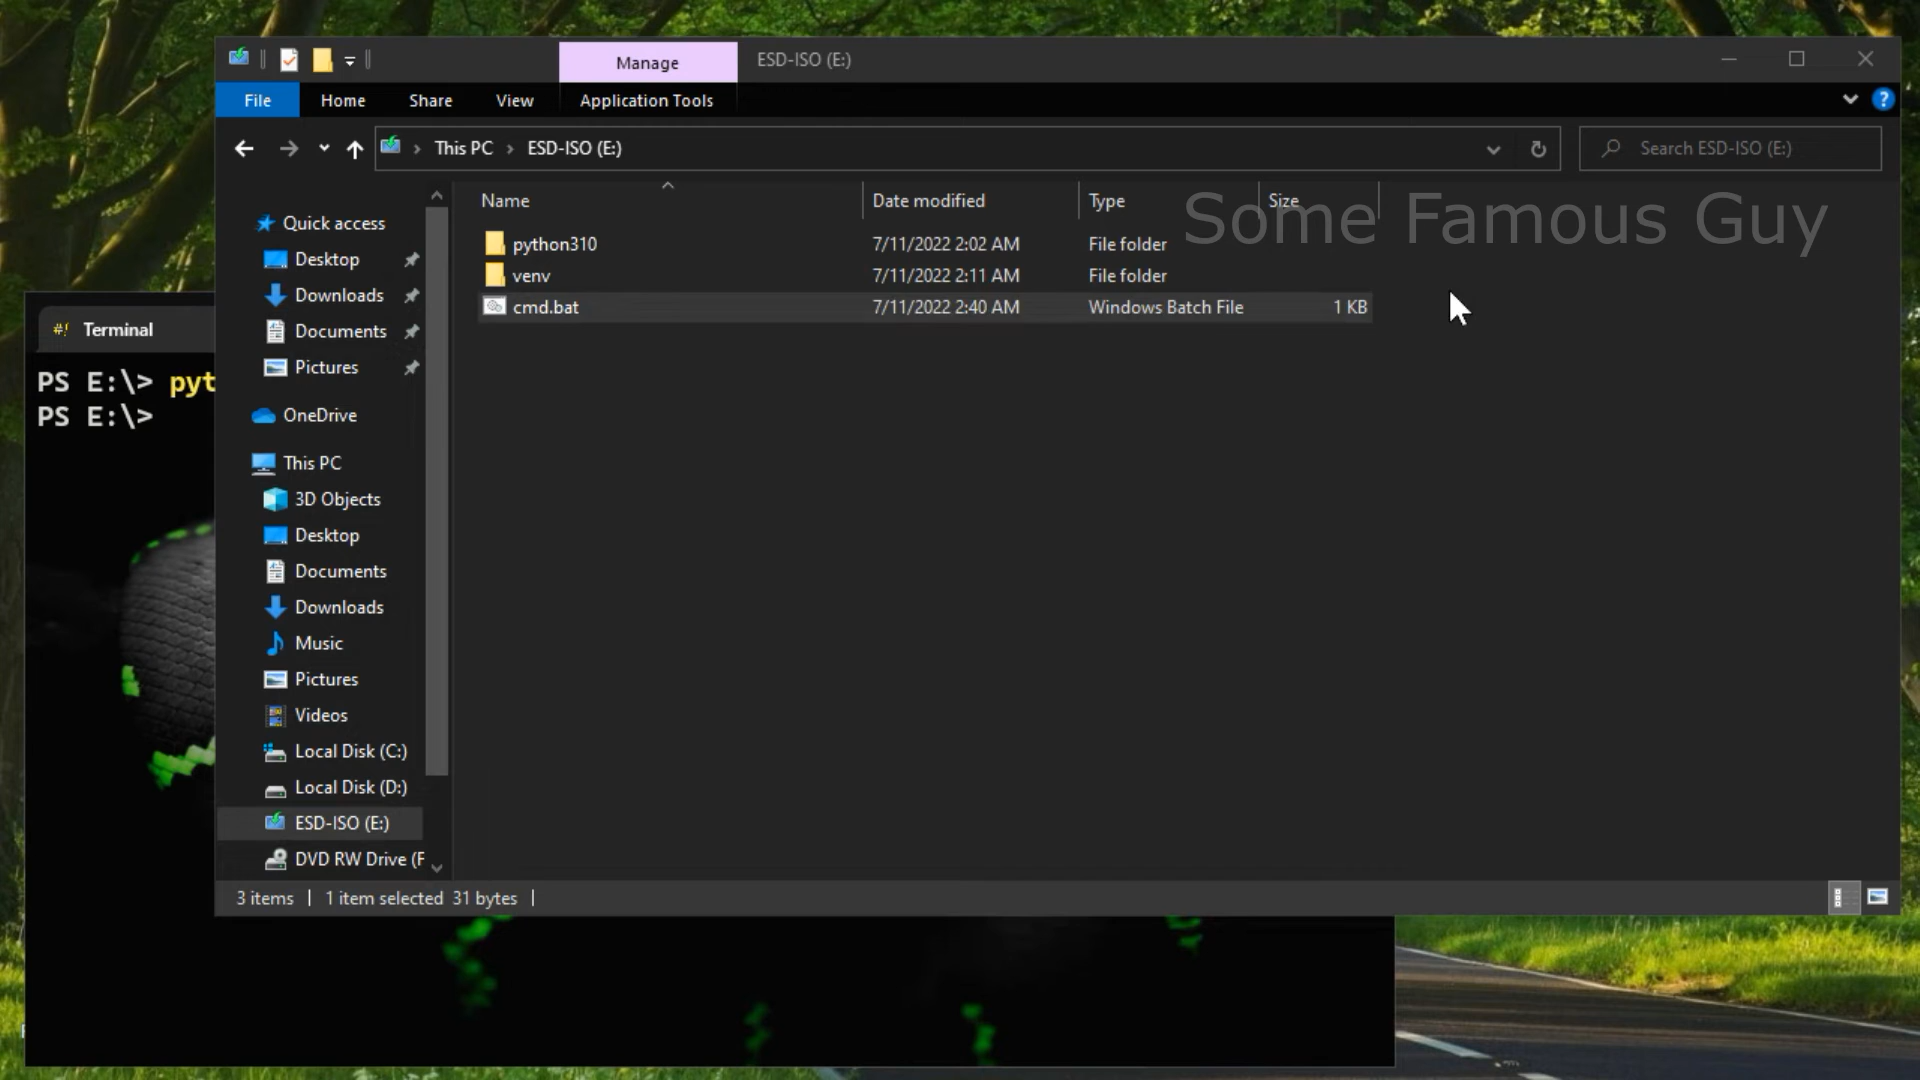 Manage
ESD-ISO (E:)
File
Home
Share
View
Application Tools
?
This PC
ESD-ISO (E:)
Search ESD-ISO (E:)
Some Famous Guy
Name
Date modified
Type
Size
python310
7/11/2022 2:02 AM
File folder
venv
7/11/2022 2:11 AM
File folder
cmd.bat
7/11/2022 2:40 AM
Windows Batch File
1 KB
Quick access
Desktop
Downloads
Documents
Pictures
OneDrive
This PC
3D Objects
Desktop
Documents
Downloads
Music
Pictures
Videos
Local Disk (C:)
Local Disk (D:)
ESD-ISO (E:)
DVD RW Drive (F
3 items
1 item selected 31 bytes
#! Terminal
PS E:\> pyt
PS E:\>